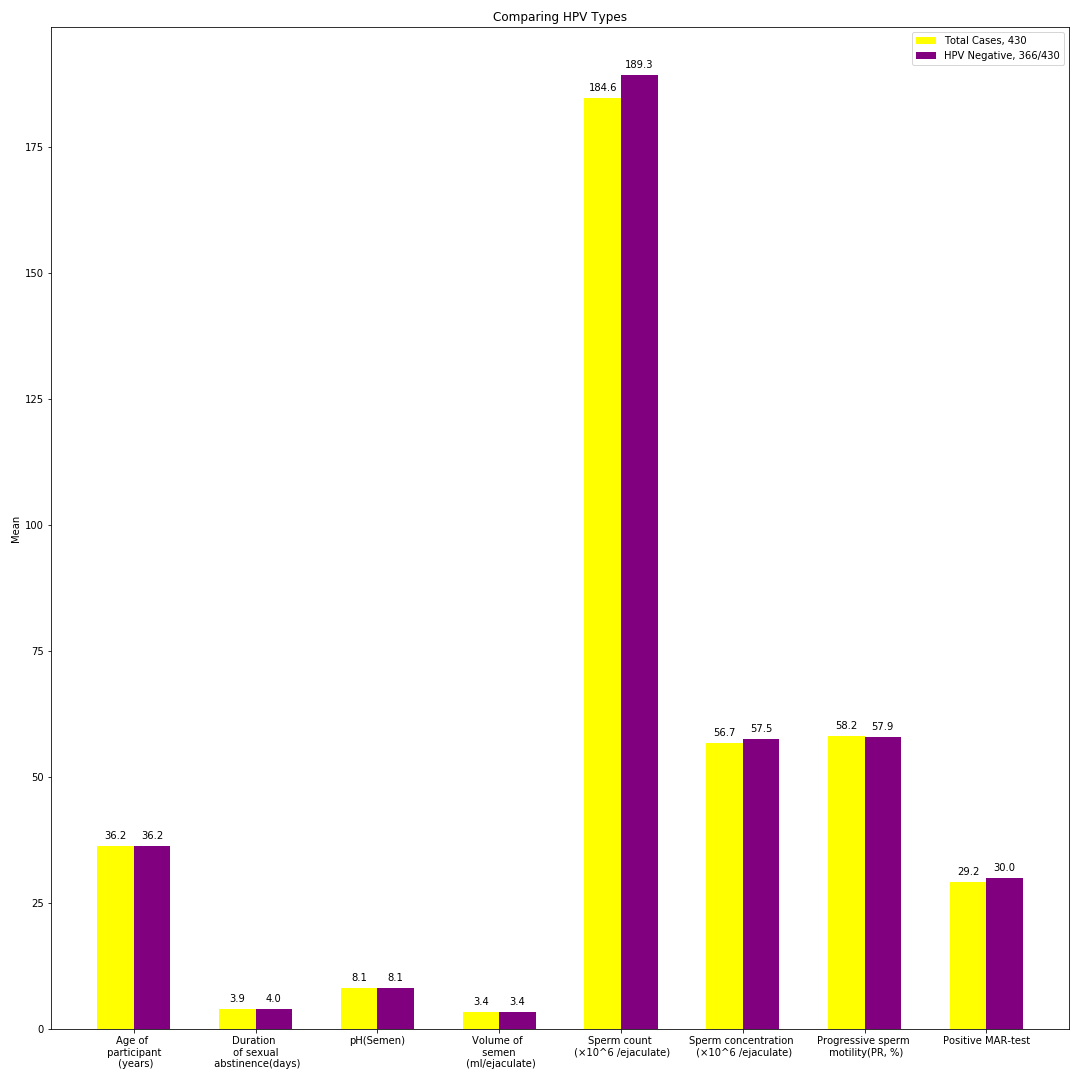 Comparing HPV Types
Total Cases, 430
HPV Negative, 366/430
Mean
175
150
125
100
75
50
25
0
184.6
189.3
56.7
57.5
58.2
57.9
36.2
36.2
29.2
30.0
3.9
4.0
8.1
8.1
3.4
3.4
Age of
participant
(years)
Duration
of sexual
abstinence(days)
pH(Semen)
Volume of
semen
(ml/ejaculate)
Sperm count
(×10^6 /ejaculate)
Sperm concentration
(×10^6 /ejaculate)
Progressive sperm
motility(PR, %)
Positive MAR-test